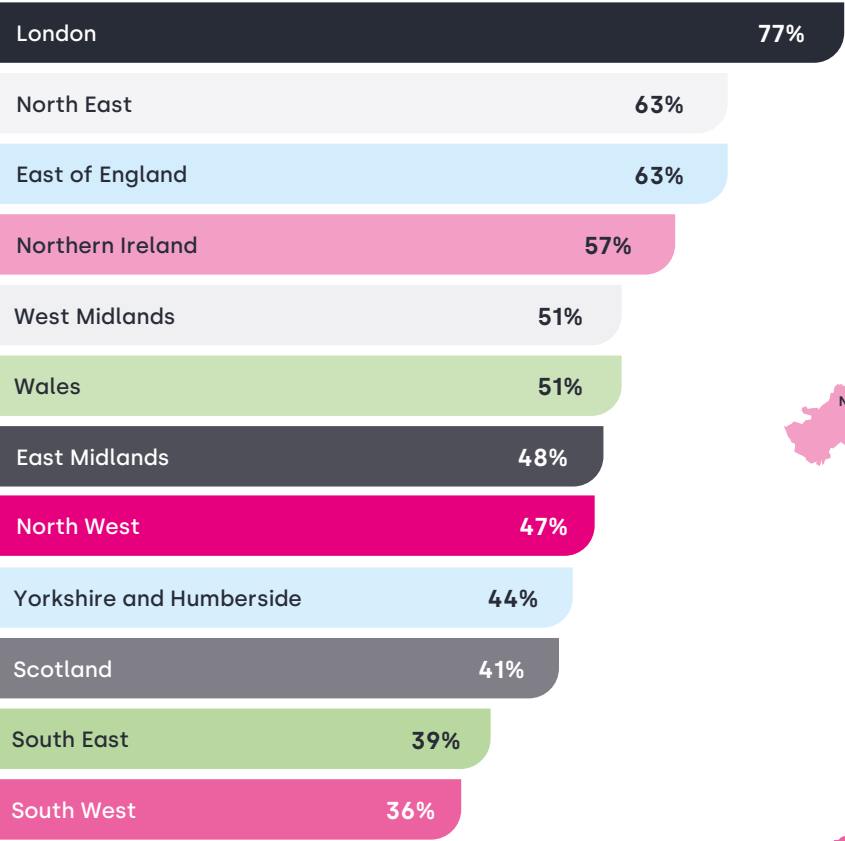 London 77%
North East 63%
East of England 63%
Northern Ireland 57%
West Midlands 51%
Wales 51%
East Midlands 48%
North West 47%
Yorkshire and Humberside 44%
Scotland 41%
South East 39%
South West 36%